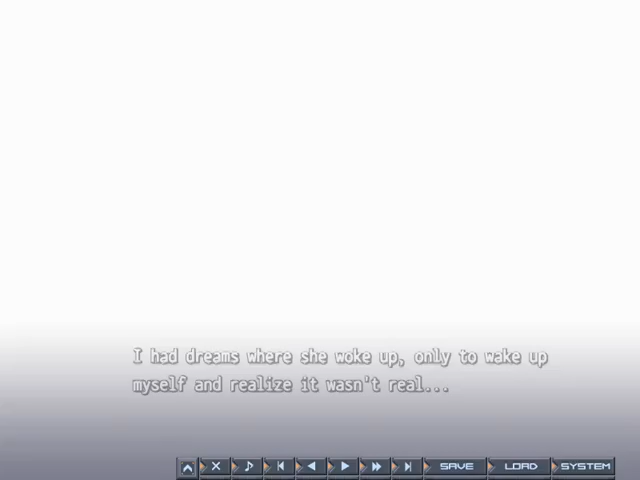 I had dreams where she woke up, only to wake up
myself and realize it wasn't real...
SAVE LOAD SYSTEM